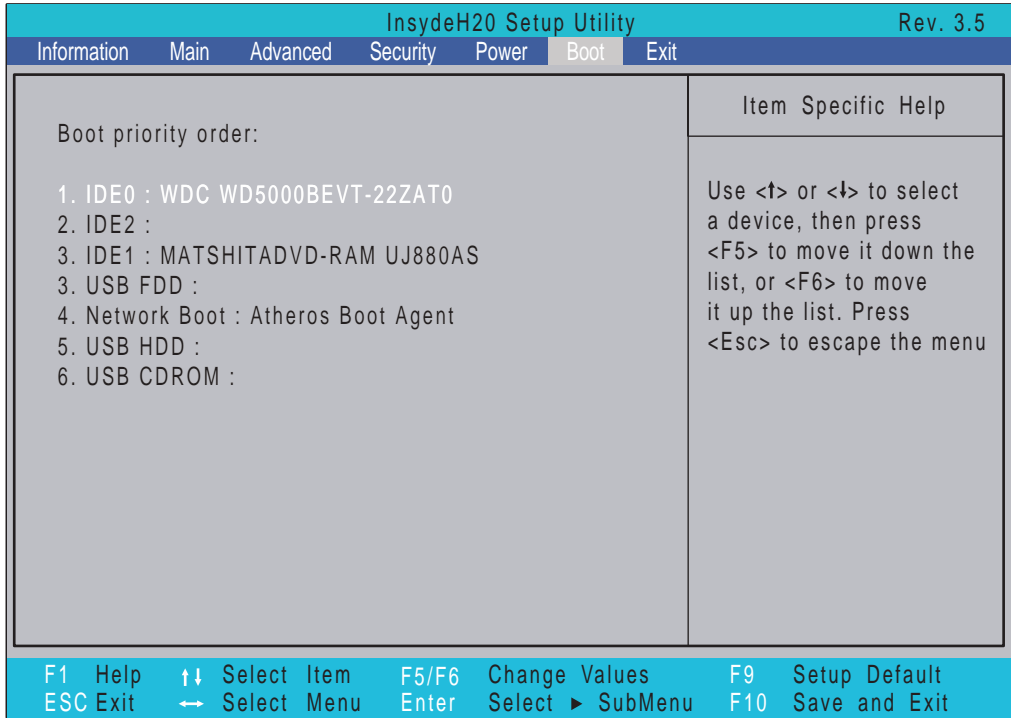 InsydeH20 Setup Utility Rev. 3.5
Information Main Advanced Security Power Boot Exit
Boot priority order:
1. IDE0 : WDC WD5000BEVT-22ZAT0
2. IDE2 :
3. IDE1 : MATSHITADVD-RAM UJ880AS
3. USB FDD :
4. Network Boot : Atheros Boot Agent
5. USB HDD :
6. USB CDROM :
Item Specific Help
Use <↑> or <↓> to select
a device, then press
<F5> to move it down the
list, or <F6> to move
it up the list. Press
<Esc> to escape the menu
F1 Help ↑↓ Select Item F5/F6 Change Values F9 Setup Default
ESC Exit ↔ Select Menu Enter Select ► SubMenu F10 Save and Exit